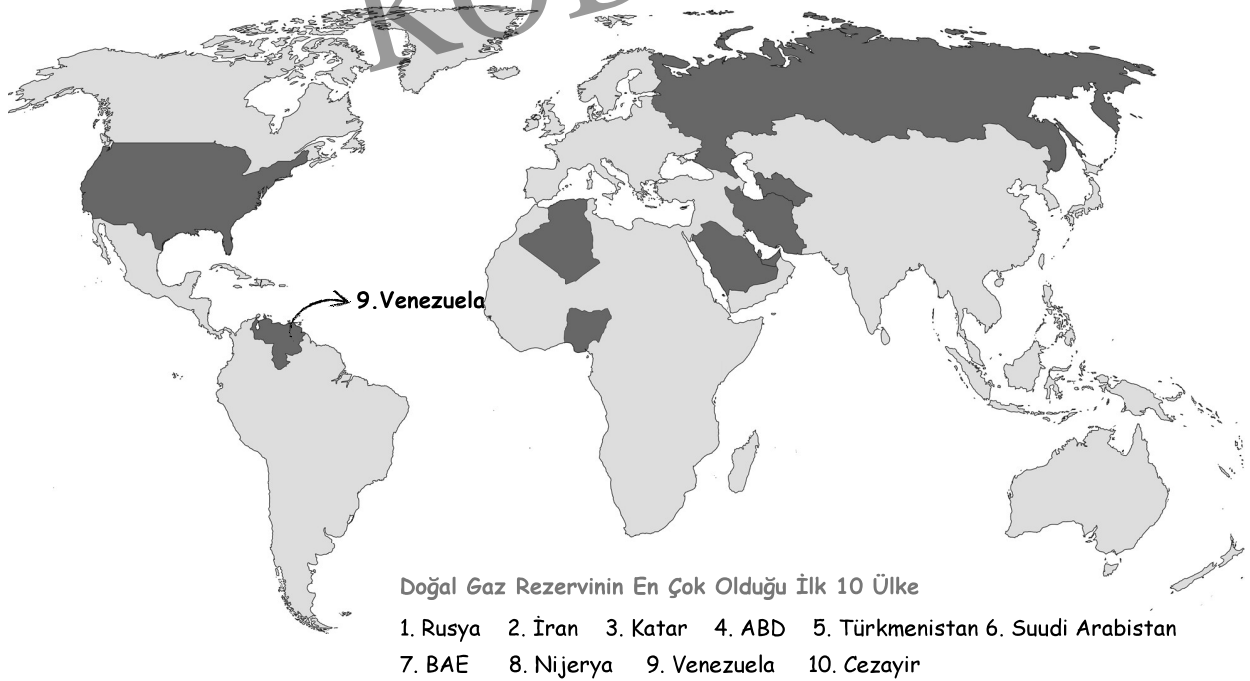 9.Venezuela
Doğal Gaz Rezervinin En Çok Olduğu İlk 10 Ülke
1. Rusya 2. İran 3. Katar 4. ABD 5. Türkmenistan 6. Suudi Arabistan
7. BAE 8. Nijerya 9. Venezuela 10. Cezayir